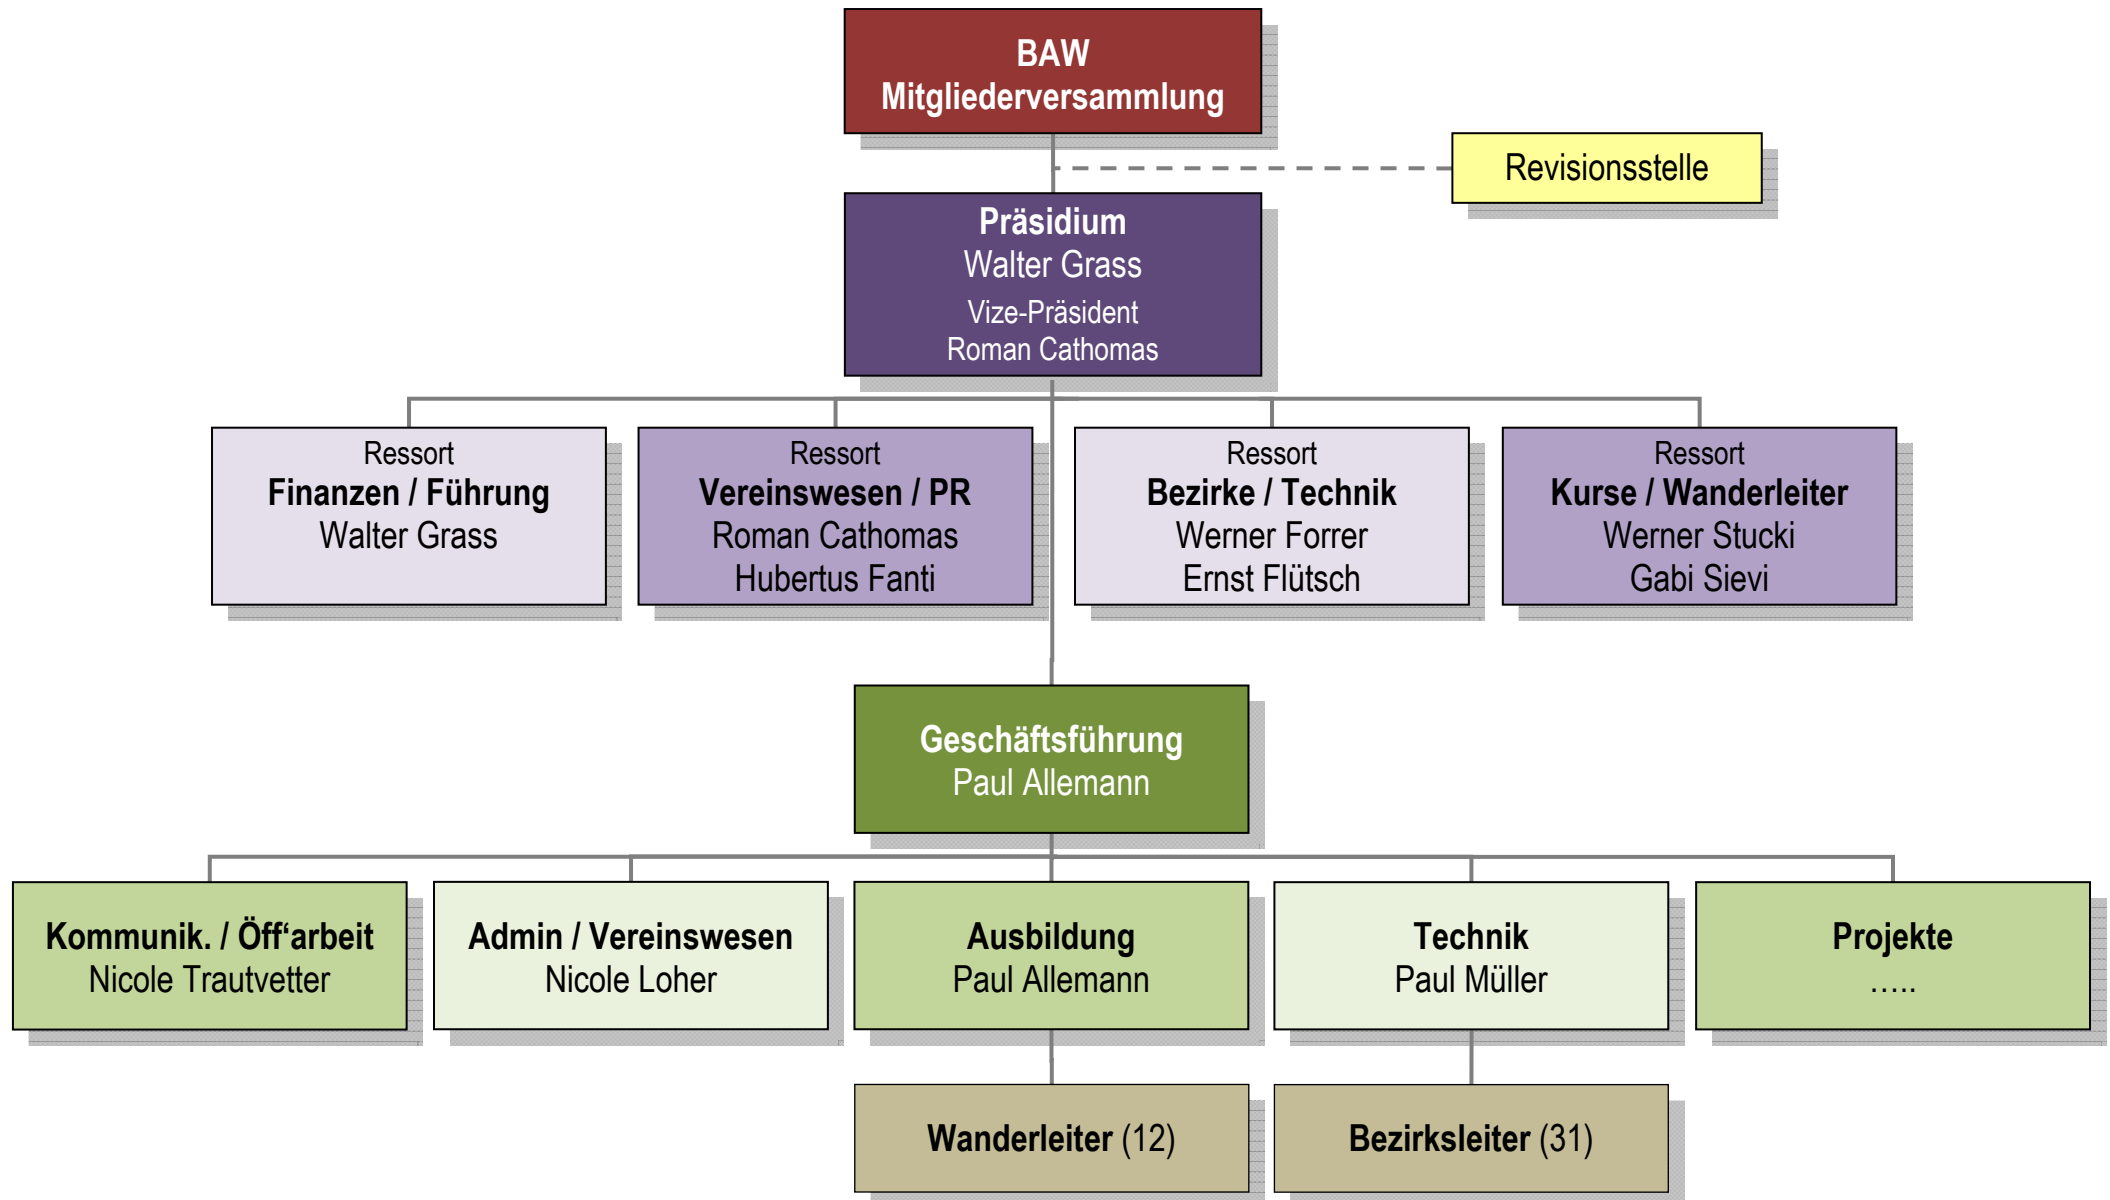 BAW
Mitgliederversammlung
Revisionsstelle
Präsidium
Walter Grass
Vize-Präsident
Roman Cathomas
Ressort
Finanzen / Führung
Walter Grass
Ressort
Vereinswesen / PR
Roman Cathomas
Hubertus Fanti
Ressort
Bezirke / Technik
Werner Forrer
Ernst Flütsch
Ressort
Kurse / Wanderleiter
Werner Stucki
Gabi Sievi
Geschäftsführung
Paul Allemann
Kommunik. / Öff‘arbeit
Nicole Trautvetter
Admin / Vereinswesen
Nicole Loher
Ausbildung
Paul Allemann
Technik
Paul Müller
Projekte
…..
Wanderleiter (12)
Bezirksleiter (31)